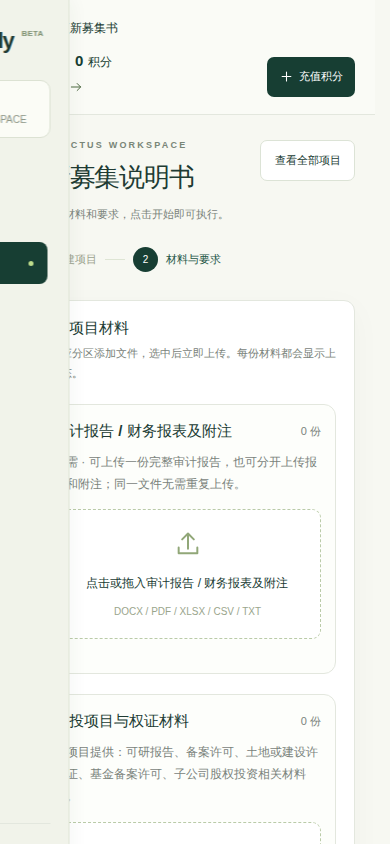 新募集书
ly BETA
0 积分
→
充值积分
PACE
CTUS WORKSPACE
募集说明书
查看全部项目
材料和要求，点击开始即可执行。
建项目
2 材料与要求
项目材料
分区添加文件，选中后立即上传。每份材料都会显示上
计报告 / 财务报表及附注
0 份
需 · 可上传一份完整审计报告，也可分开上传报
和附注；同一文件无需重复上传。
点击或拖入审计报告 / 财务报表及附注
DOCX / PDF / XLSX / CSV / TXT
投项目与权证材料
0 份
项目提供：可研报告、备案许可、土地或建设许
证、基金备案许可、子公司股权投资相关材料